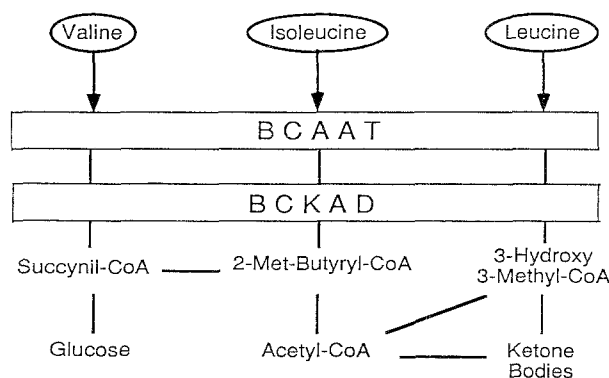 Valine Isoleucine Leucine
BCAAT
BCKAD
Succynil-CoA 2-Met-Butyryl-CoA 3-Hydroxy
3-Methyl-CoA
Glucose Acetyl-CoA Ketone
Bodies